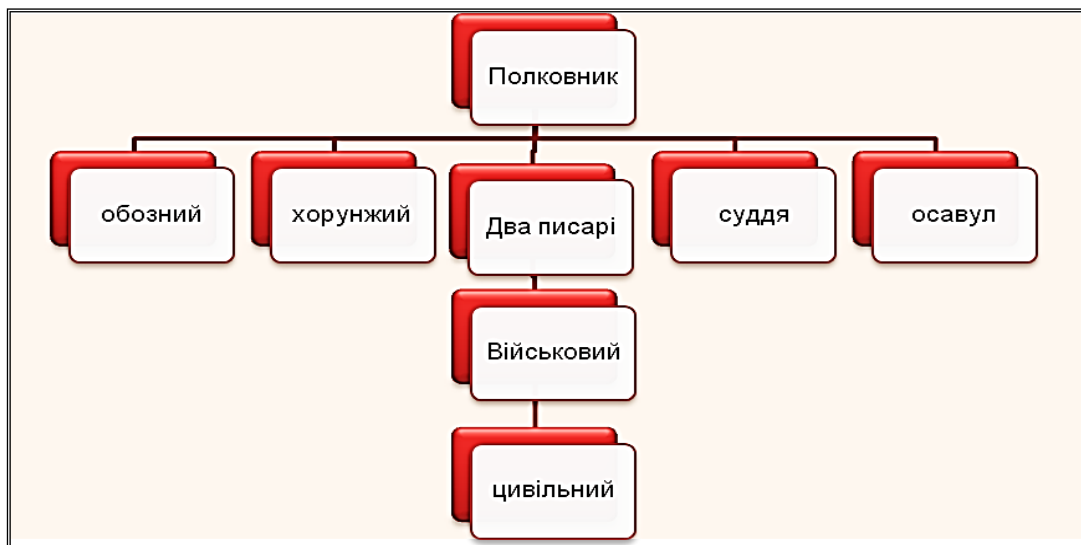 Полковник
обозний
хорунжий
Два писарі
суддя
осавул
Військовий
цивільний